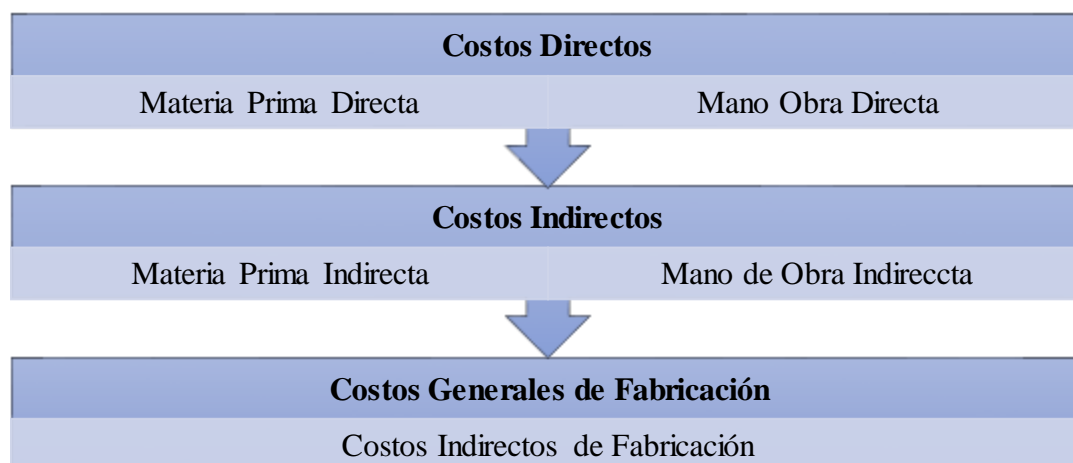 Costos Directos
Materia Prima Directa
Mano Obra Directa
Costos Indirectos
Materia Prima Indirecta
Mano de Obra Indireccta
Costos Generales de Fabricación
Costos Indirectos de Fabricación